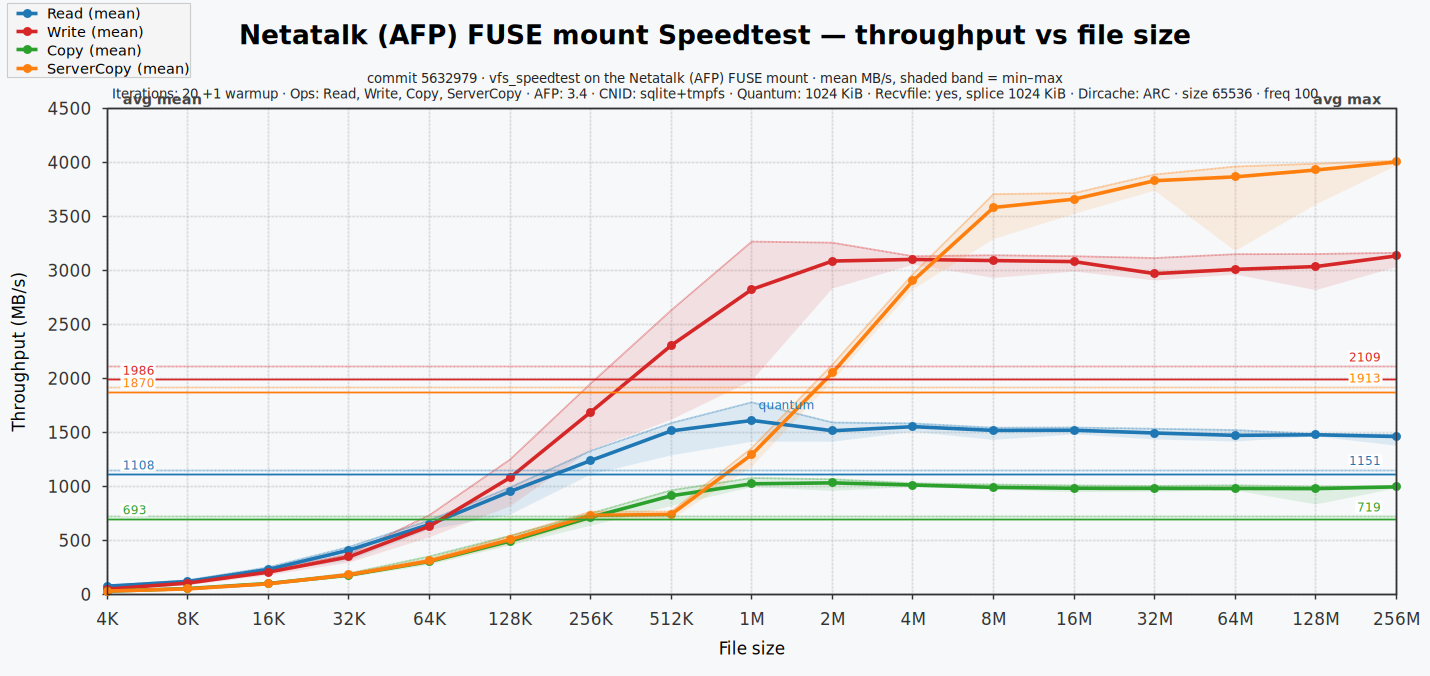 Read (mean)
Write (mean)
Copy (mean)
ServerCopy (mean)
Netatalk (AFP) FUSE mount Speedtest — throughput vs file size
commit 5632979 · vfs_speedtest on the Netatalk (AFP) FUSE mount · mean MB/s, shaded band = min–max
Iterations: 20 +1 warmup · Ops: Read, Write, Copy, ServerCopy · AFP: 3.4 · CNID: sqlite+tmpfs · Quantum: 1024 KiB · Recvfile: yes, splice 1024 KiB · Dircache: ARC · size 65536 · freq 100
avg mean
avg max
4500
4000
3500
3000
2500
2000
1500
1000
500
0
Throughput (MB/s)
1986
1870
1108
693
2109
1913
1151
719
quantum
4K 8K 16K 32K 64K 128K 256K 512K 1M 2M 4M 8M 16M 32M 64M 128M 256M
File size